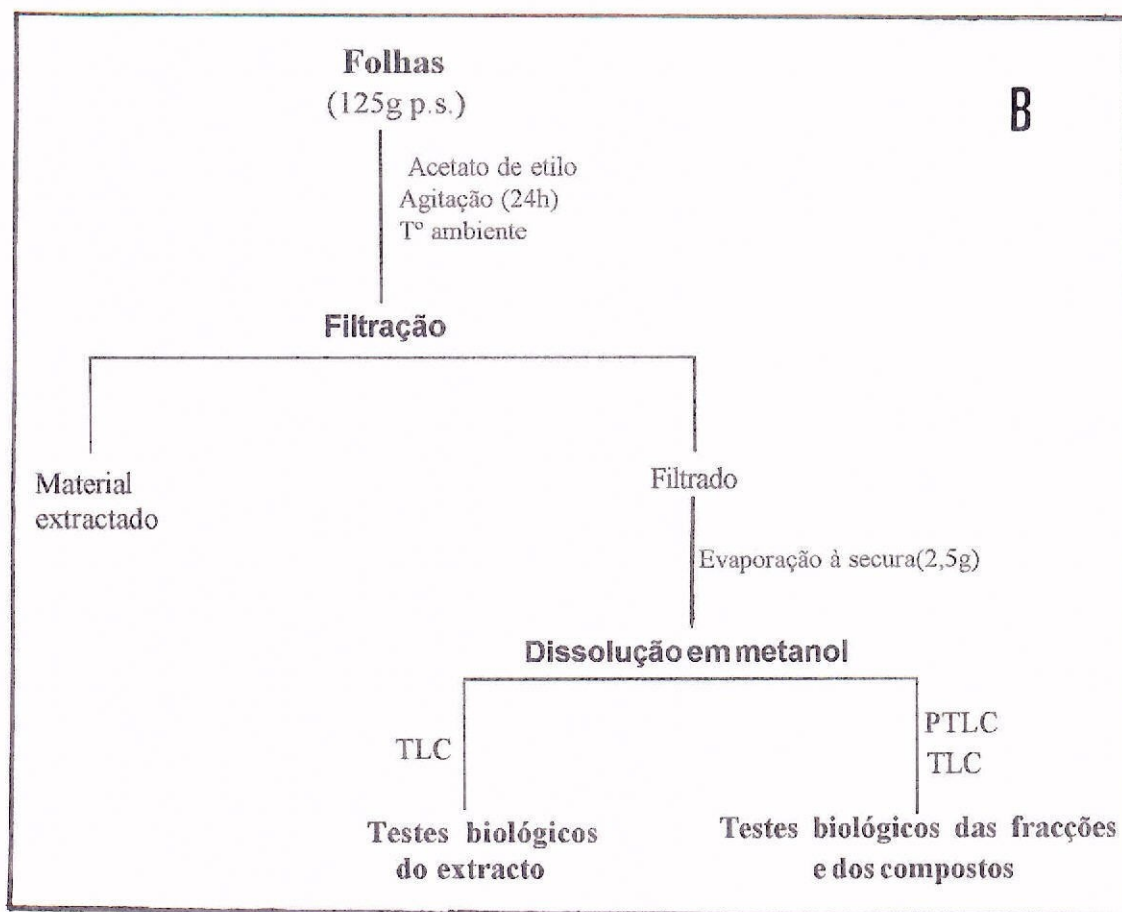 Folhas
(125g p.s.)
B
Acetato de etilo
Agitação (24h)
Tº ambiente
Filtração
Material
extractado
Filtrado
Evaporação à secura(2,5g)
Dissolução em metanol
TLC
PTLC
TLC
Testes biológicos
do extracto
Testes biológicos das fracções
e dos compostos